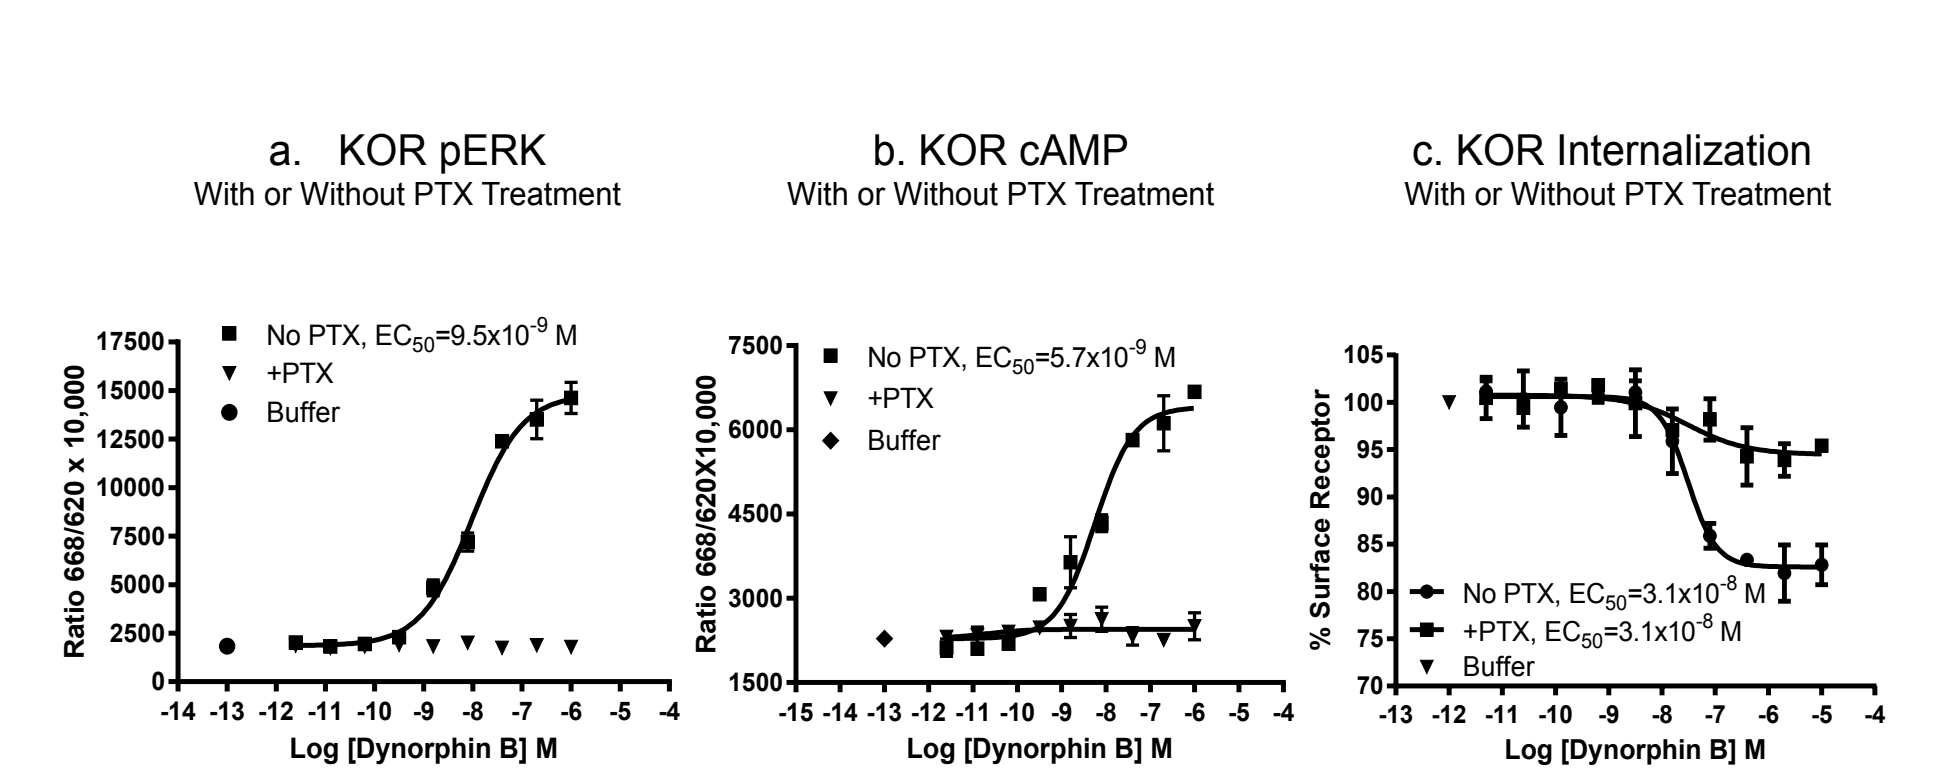 a. KOR pERK
With or Without PTX Treatment
b. KOR cAMP
With or Without PTX Treatment
c. KOR Internalization
With or Without PTX Treatment
No PTX, EC50=9.5x10-9 M
+PTX
Buffer
17500
15000
12500
10000
7500
5000
2500
0
Ratio 668/620 x 10,000
-14 -13 -12 -11 -10 -9 -8 -7 -6 -5 -4
Log [Dynorphin B] M
No PTX, EC50=5.7x10-9 M
+PTX
Buffer
7500
6000
4500
3000
1500
Ratio 668/620X10,000
-15 -14 -13 -12 -11 -10 -9 -8 -7 -6 -5 -4
Log [Dynorphin B] M
105
100
95
90
85
80
75
70
% Surface Receptor
No PTX, EC50=3.1x10-8 M
+PTX, EC50=3.1x10-8 M
Buffer
-13 -12 -11 -10 -9 -8 -7 -6 -5 -4
Log [Dynorphin B] M